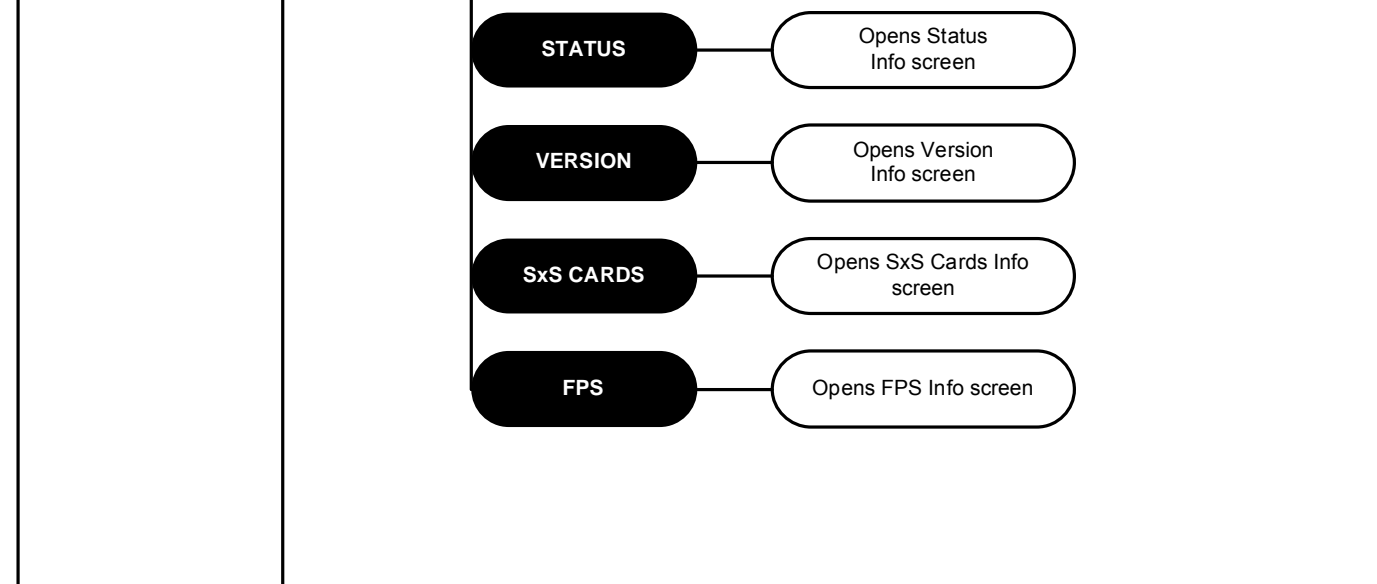 STATUS
Opens Status
Info screen
VERSION
Opens Version
Info screen
SxS CARDS
Opens SxS Cards Info
screen
FPS
Opens FPS Info screen